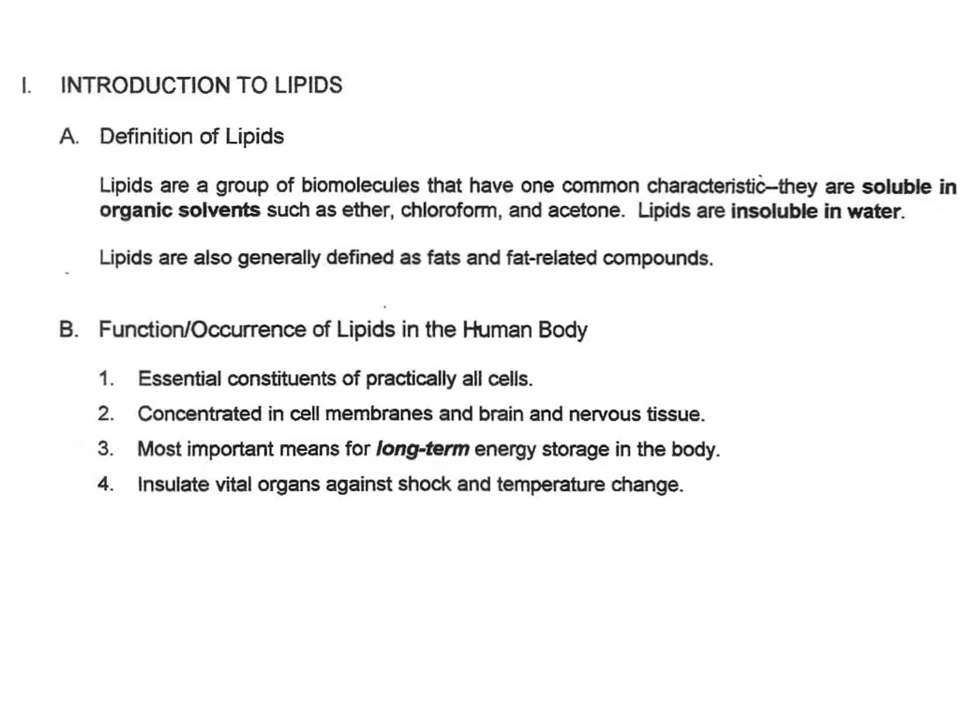 I. INTRODUCTION TO LIPIDS
A. Definition of Lipids
Lipids are a group of biomolecules that have one common characteristic–they are soluble in
organic solvents such as ether, chloroform, and acetone. Lipids are insoluble in water.
Lipids are also generally defined as fats and fat-related compounds.
B. Function/Occurrence of Lipids in the Human Body
1. Essential constituents of practically all cells.
2. Concentrated in cell membranes and brain and nervous tissue.
3. Most important means for long-term energy storage in the body.
4. Insulate vital organs against shock and temperature change.